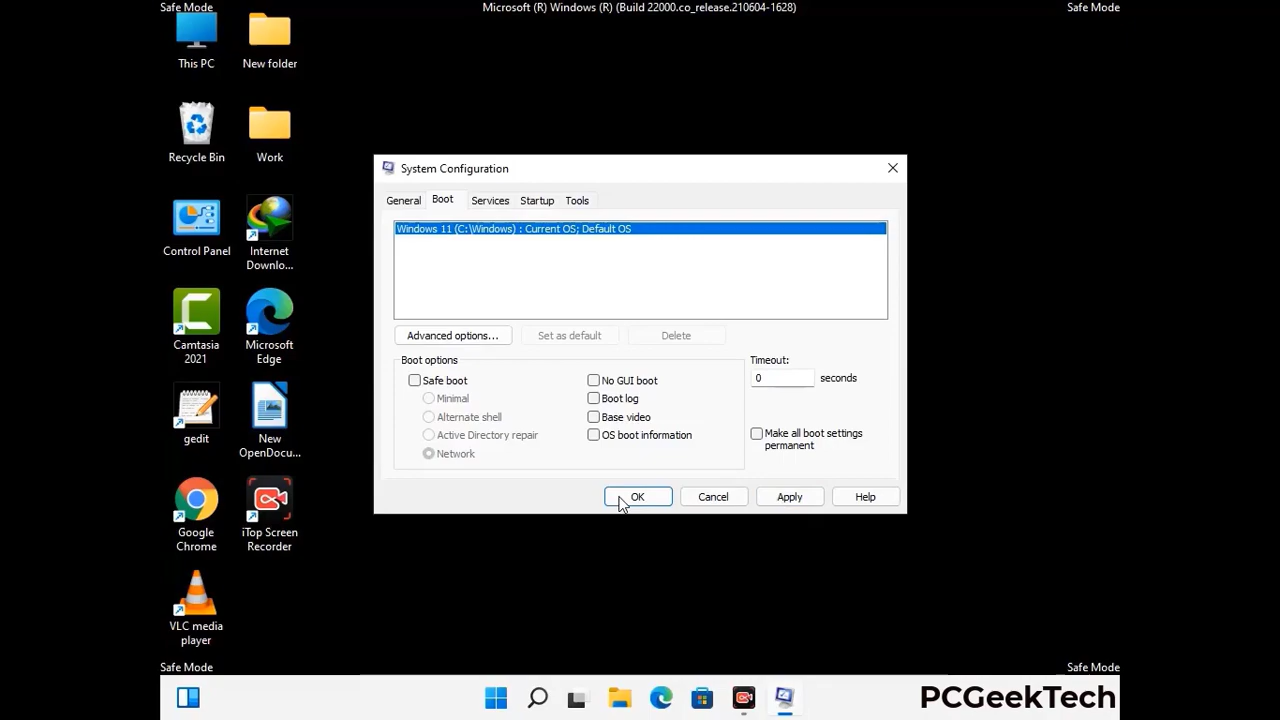 Safe Mode
Microsoft (R) Windows (R) (Build 22000.co_release.210604-1628)
Safe Mode
This PC
New folder
Recycle Bin
Work
Control Panel
Internet
Downlo...
Camtasia
2021
Microsoft
Edge
gedit
New
OpenDocu...
Google
Chrome
iTop Screen
Recorder
VLC media
player
System Configuration
General
Boot
Services
Startup
Tools
Windows 11 (C:\Windows) : Current OS; Default OS
Advanced options...
Set as default
Delete
Boot options
Safe boot
Minimal
Alternate shell
Active Directory repair
Network
No GUI boot
Boot log
Base video
OS boot information
Timeout:
0
seconds
Make all boot settings
permanent
OK
Cancel
Apply
Help
Safe Mode
Safe Mode
PCGeekTech